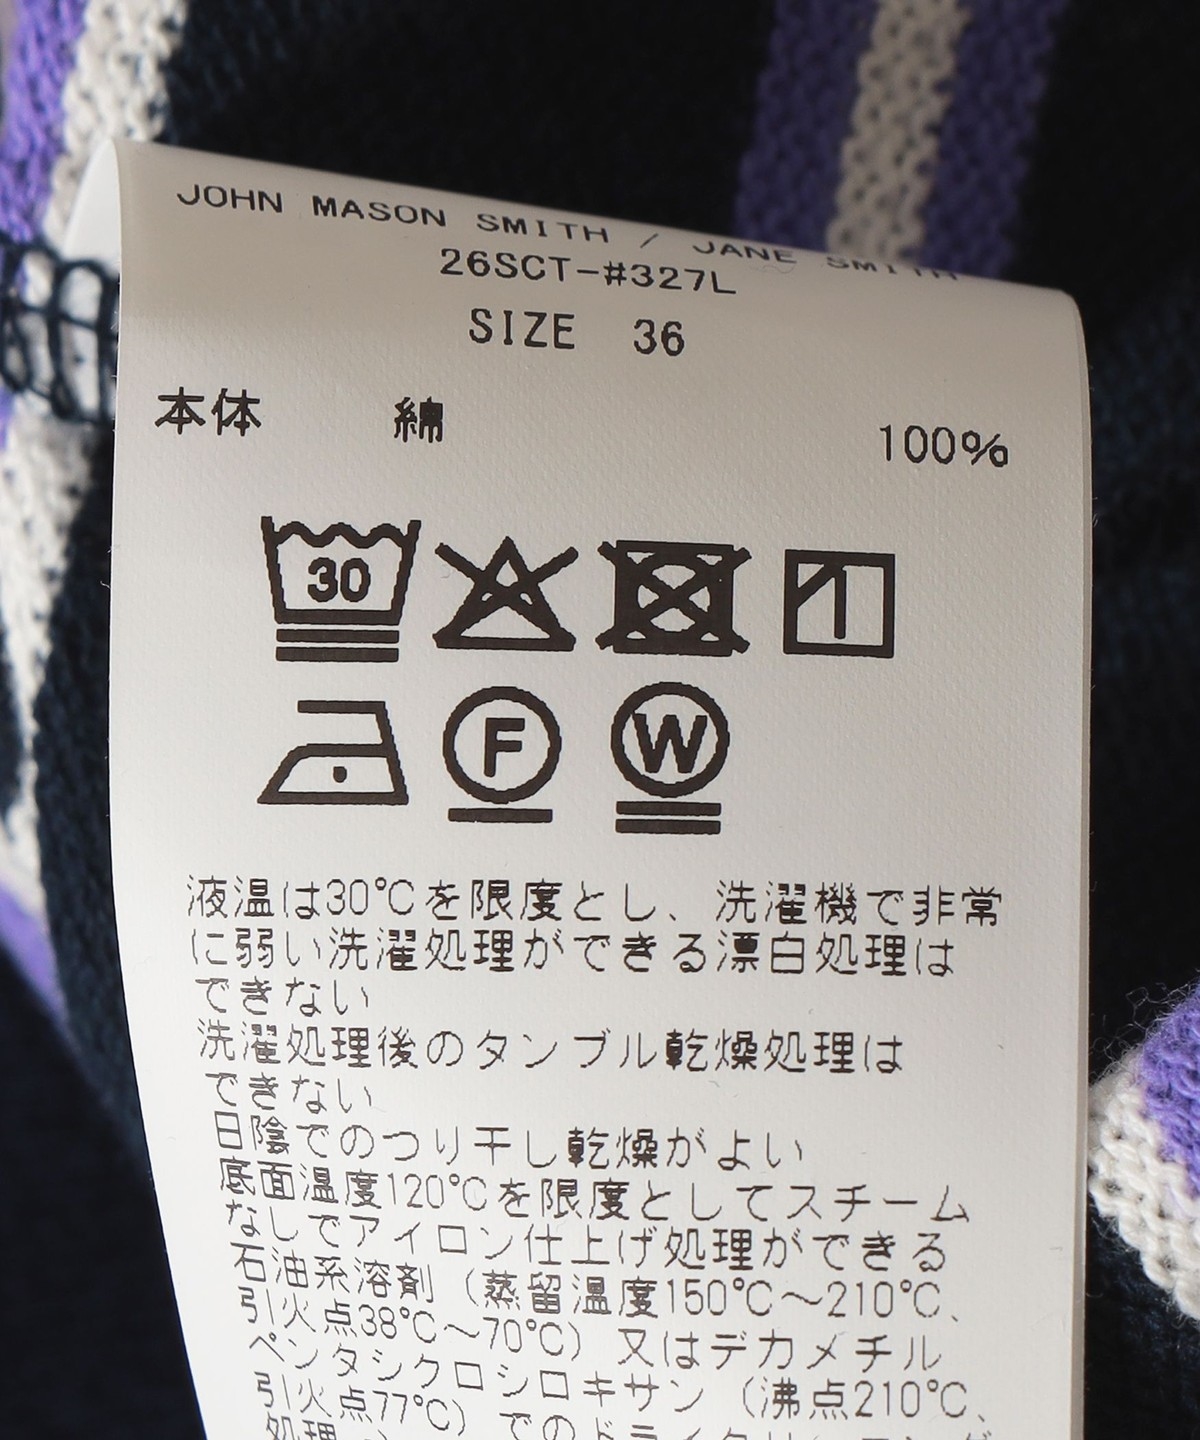 JOHN MASON SMITH / JANE SMITH
26SCT-#327L
SIZE 36
本体 綿 100%
30
F W
液温は30℃を限度とし、洗濯機で非常
に弱い洗濯処理ができる漂白処理は
できない
洗濯処理後のタンブル乾燥処理は
できない
日陰でのつり干し乾燥がよい
底面温度120℃を限度としてスチーム
なしでアイロン仕上げ処理ができる
石油系溶剤(蒸留温度150℃～210℃、
引火点38℃～70℃)又はデカメチル
ペンタシクロシロキサン(沸点210℃、
引火点77℃)でのドライクリーニング
処理